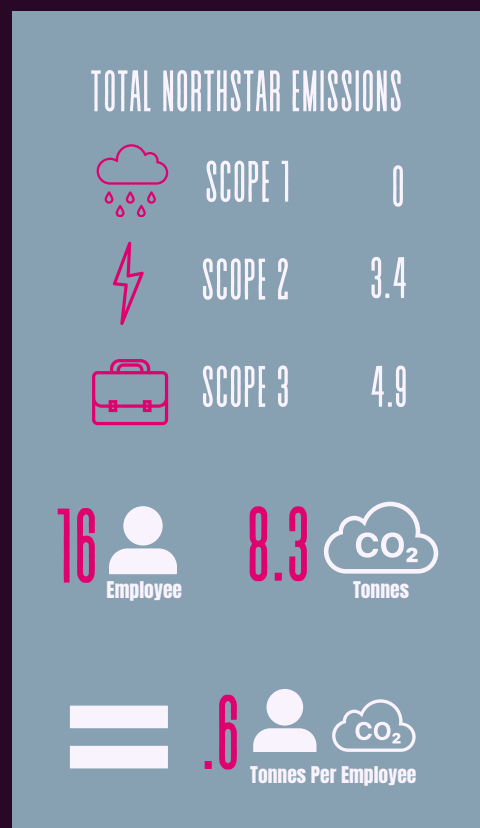 TOTAL NORTHSTAR EMISSIONS
SCOPE 1 0
SCOPE 2 3.4
SCOPE 3 4.9
16 8.3 CO₂
Employee Tonnes
.6 CO₂
Tonnes Per Employee